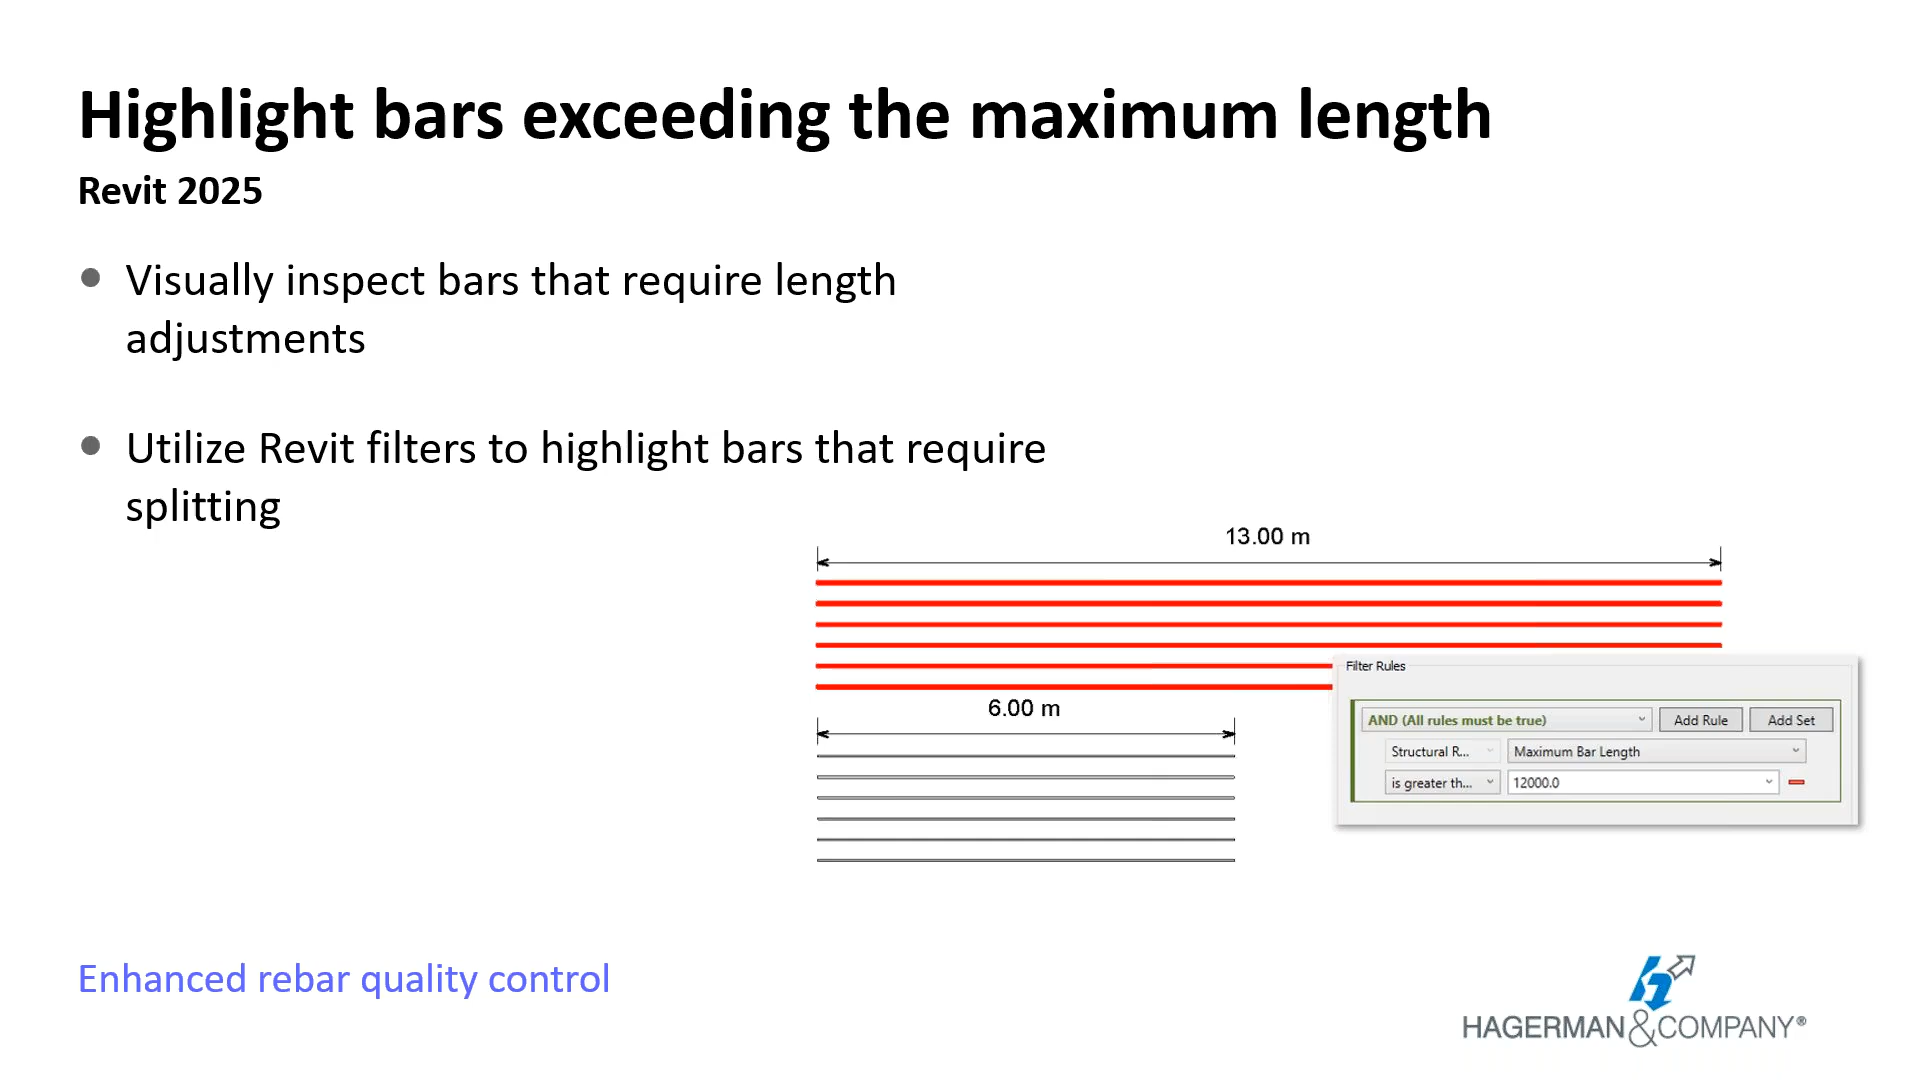 Highlight bars exceeding the maximum length
Revit 2025
Visually inspect bars that require length
adjustments
Utilize Revit filters to highlight bars that require
splitting
13.00 m
6.00 m
Filter Rules
AND (All rules must be true)
Add Rule
Add Set
Structural R...
Maximum Bar Length
is greater th...
12000.0
Enhanced rebar quality control
HAGERMAN&COMPANY®